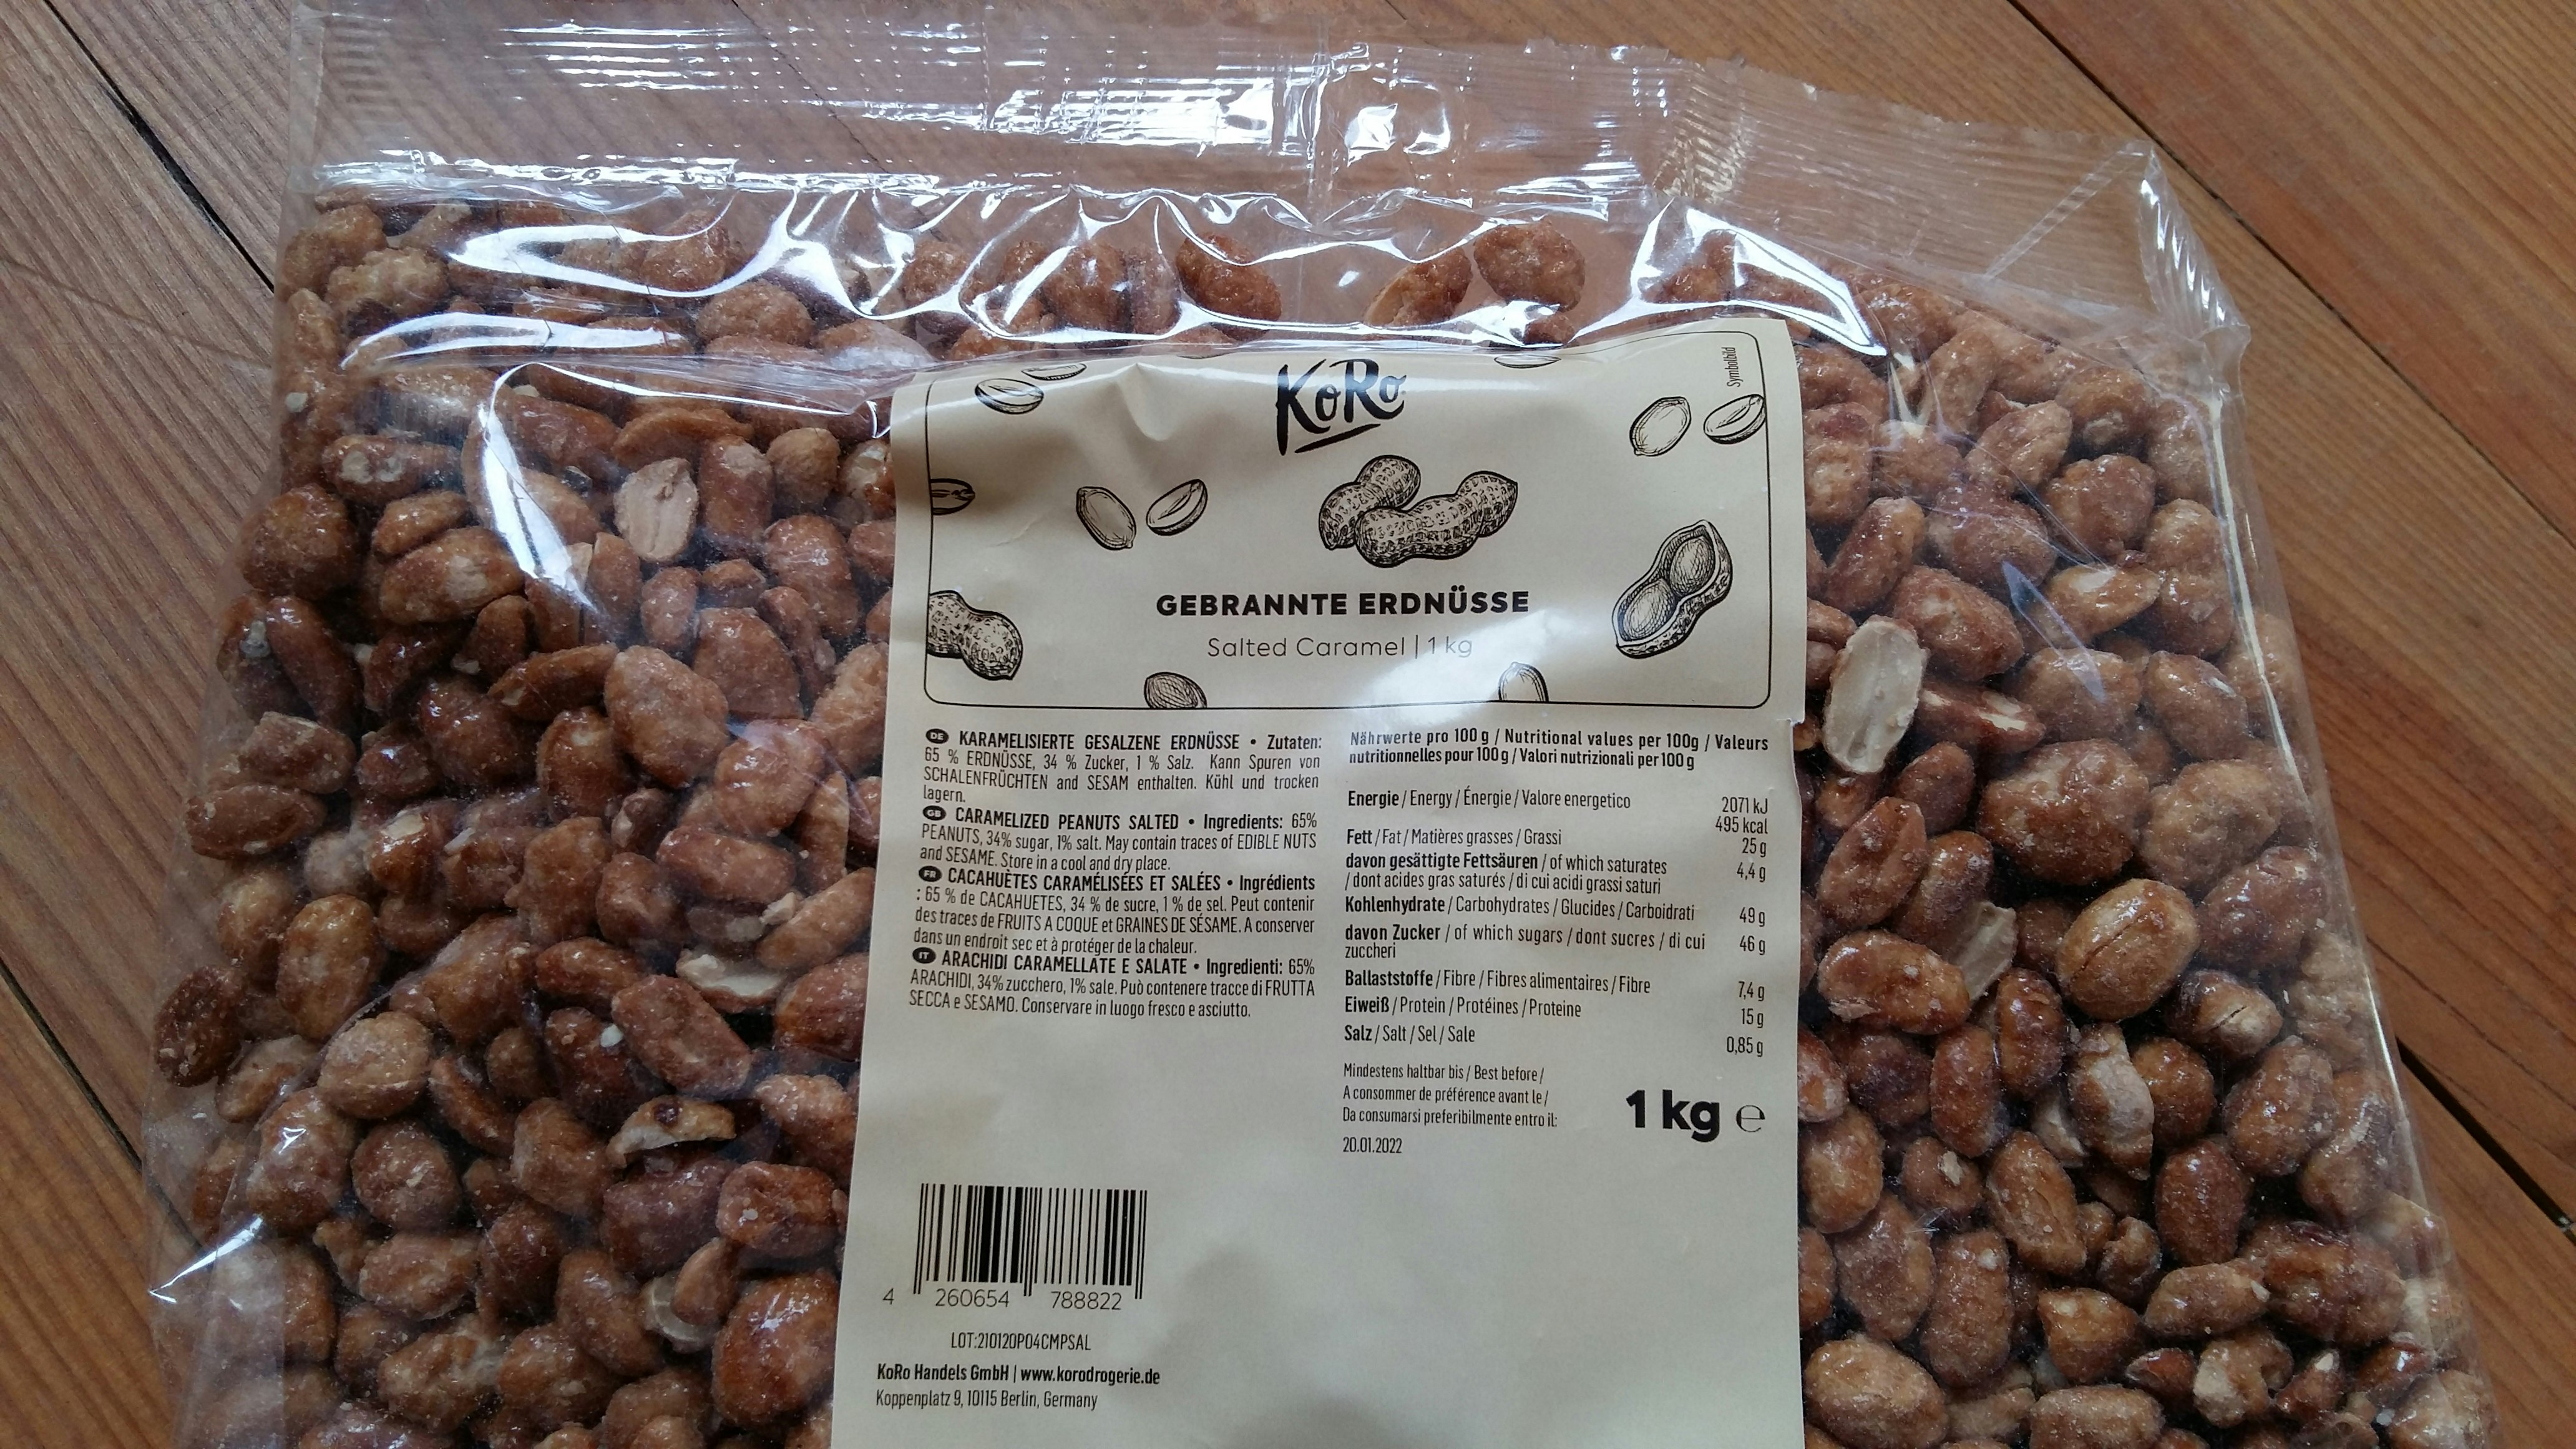 KoRo
Symbolbild
GEBRANNTE ERDNÜSSE
Salted Caramel | 1 kg
DE KARAMELISIERTE GESALZENE ERDNÜSSE • Zutaten:
65 % ERDNÜSSE, 34 % Zucker, 1 % Salz. Kann Spuren von
SCHALENFRÜCHTEN and SESAM enthalten. Kühl und trocken
lagern.
GB CARAMELIZED PEANUTS SALTED • Ingredients: 65%
PEANUTS, 34% sugar, 1% salt. May contain traces of EDIBLE NUTS
and SESAME. Store in a cool and dry place.
FR CACAHUÈTES CARAMÉLISÉES ET SALÉES • Ingrédients
: 65 % de CACAHUETES, 34 % de sucre, 1 % de sel. Peut contenir
des traces de FRUITS A COQUE et GRAINES DE SÉSAME. A conserver
dans un endroit sec et à protéger de la chaleur.
IT ARACHIDI CARAMELLATE E SALATE • Ingredienti: 65%
ARACHIDI, 34% zucchero, 1% sale. Può contenere tracce di FRUTTA
SECCA e SESAMO. Conservare in luogo fresco e asciutto.
Nährwerte pro 100 g / Nutritional values per 100g / Valeurs
nutritionnelles pour 100 g / Valori nutrizionali per 100 g
Energie / Energy / Énergie / Valore energetico 2071 kJ
495 kcal
Fett / Fat / Matières grasses / Grassi 25 g
davon gesättigte Fettsäuren / of which saturates 4,4 g
/ dont acides gras saturés / di cui acidi grassi saturi
Kohlenhydrate / Carbohydrates / Glucides / Carboidrati 49 g
davon Zucker / of which sugars / dont sucres / di cui 46 g
zuccheri
Ballaststoffe / Fibre / Fibres alimentaires / Fibre 7,4 g
Eiweiß / Protein / Protéines / Proteine 15 g
Salz / Salt / Sel / Sale 0,85 g
Mindestens haltbar bis / Best before /
A consommer de préférence avant le /
Da consumarsi preferibilmente entro il:
20.01.2022
1 kg e
4 260654 788822
LOT:210120P04CMPSAL
KoRo Handels GmbH | www.korodrogerie.de
Koppenplatz 9, 10115 Berlin, Germany